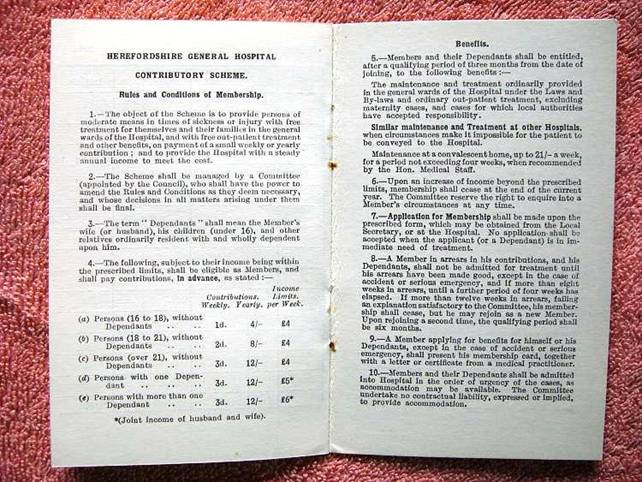 HEREFORDSHIRE GENERAL HOSPITAL
CONTRIBUTORY SCHEME.
Rules and Conditions of Membership.
1.—The object of the Scheme is to provide persons of
moderate means in times of sickness or injury with free
treatment for themselves and their families in the general
wards of the Hospital, and with free out-patient treatment
and other benefits, on payment of a small weekly or yearly
contribution; and to provide the Hospital with a steady
annual income to meet the cost.
2.—The Scheme shall be managed by a Committee
(appointed by the Council), who shall have the power to
amend the Rules and Conditions as they deem necessary,
and whose decisions in all matters arising under them
shall be final.
3.—The term "Dependants" shall mean the Member's
wife (or husband), his children (under 16), and other
relatives ordinarily resident with and wholly dependent
upon him.
4.—The following, subject to their income being within
the prescribed limits, shall be eligible as Members, and
shall pay contributions, in advance, as stated:—
Income
Contributions. Limits.
Weekly. Yearly. per Week.
(a) Persons (16 to 18), without
Dependants .. .. 1d. 4/- £4
(b) Persons (18 to 21), without
Dependants .. .. 2d. 8/- £4
(c) Persons (over 21), without
Dependants .. .. 3d. 12/- £4
(d) Persons with one Depen-
dant .. .. .. 3d. 12/- £5*
(e) Persons with more than one
Dependant .. .. 3d. 12/- £6*
*(Joint income of husband and wife).
Benefits.
5.—Members and their Dependants shall be entitled,
after a qualifying period of three months from the date of
joining, to the following benefits:—
The maintenance and treatment ordinarily provided
in the general wards of the Hospital under the Laws and
By-laws and ordinary out-patient treatment, excluding
maternity cases, and cases for which local authorities
have accepted responsibility.
Similar maintenance and Treatment at other Hospitals,
when circumstances make it impossible for the patient to
be conveyed to the Hospital.
Maintenance at a convalescent home, up to 21/- a week,
for a period not exceeding four weeks, when recommended
by the Hon. Medical Staff.
6.—Upon an increase of income beyond the prescribed
limits, membership shall cease at the end of the current
year. The Committee reserve the right to enquire into a
Member's circumstances at any time.
7.—Application for Membership shall be made upon the
prescribed form, which may be obtained from the Local
Secretary, or at the Hospital. No application shall be
accepted when the applicant (or a Dependant) is in im-
mediate need of treatment.
8.—A Member in arrears in his contributions, and his
Dependants, shall not be admitted for treatment until
his arrears have been made good, except in the case of
accident or serious emergency, and if more than eight
weeks in arrears, until a further period of four weeks has
elapsed. If more than twelve weeks in arrears, failing
an explanation satisfactory to the Committee, his member-
ship shall cease, but he may rejoin as a new Member.
Upon rejoining a second time, the qualifying period shall
be six months.
9.—A Member applying for benefits for himself or his
Dependants, except in the case of accident or serious
emergency, shall present his membership card, together
with a letter or certificate from a medical practitioner.
10.—Members and their Dependants shall be admitted
into Hospital in the order of urgency of the cases, as
accommodation may be available. The Committee
undertake no contractual liability, expressed or implied,
to provide accommodation.